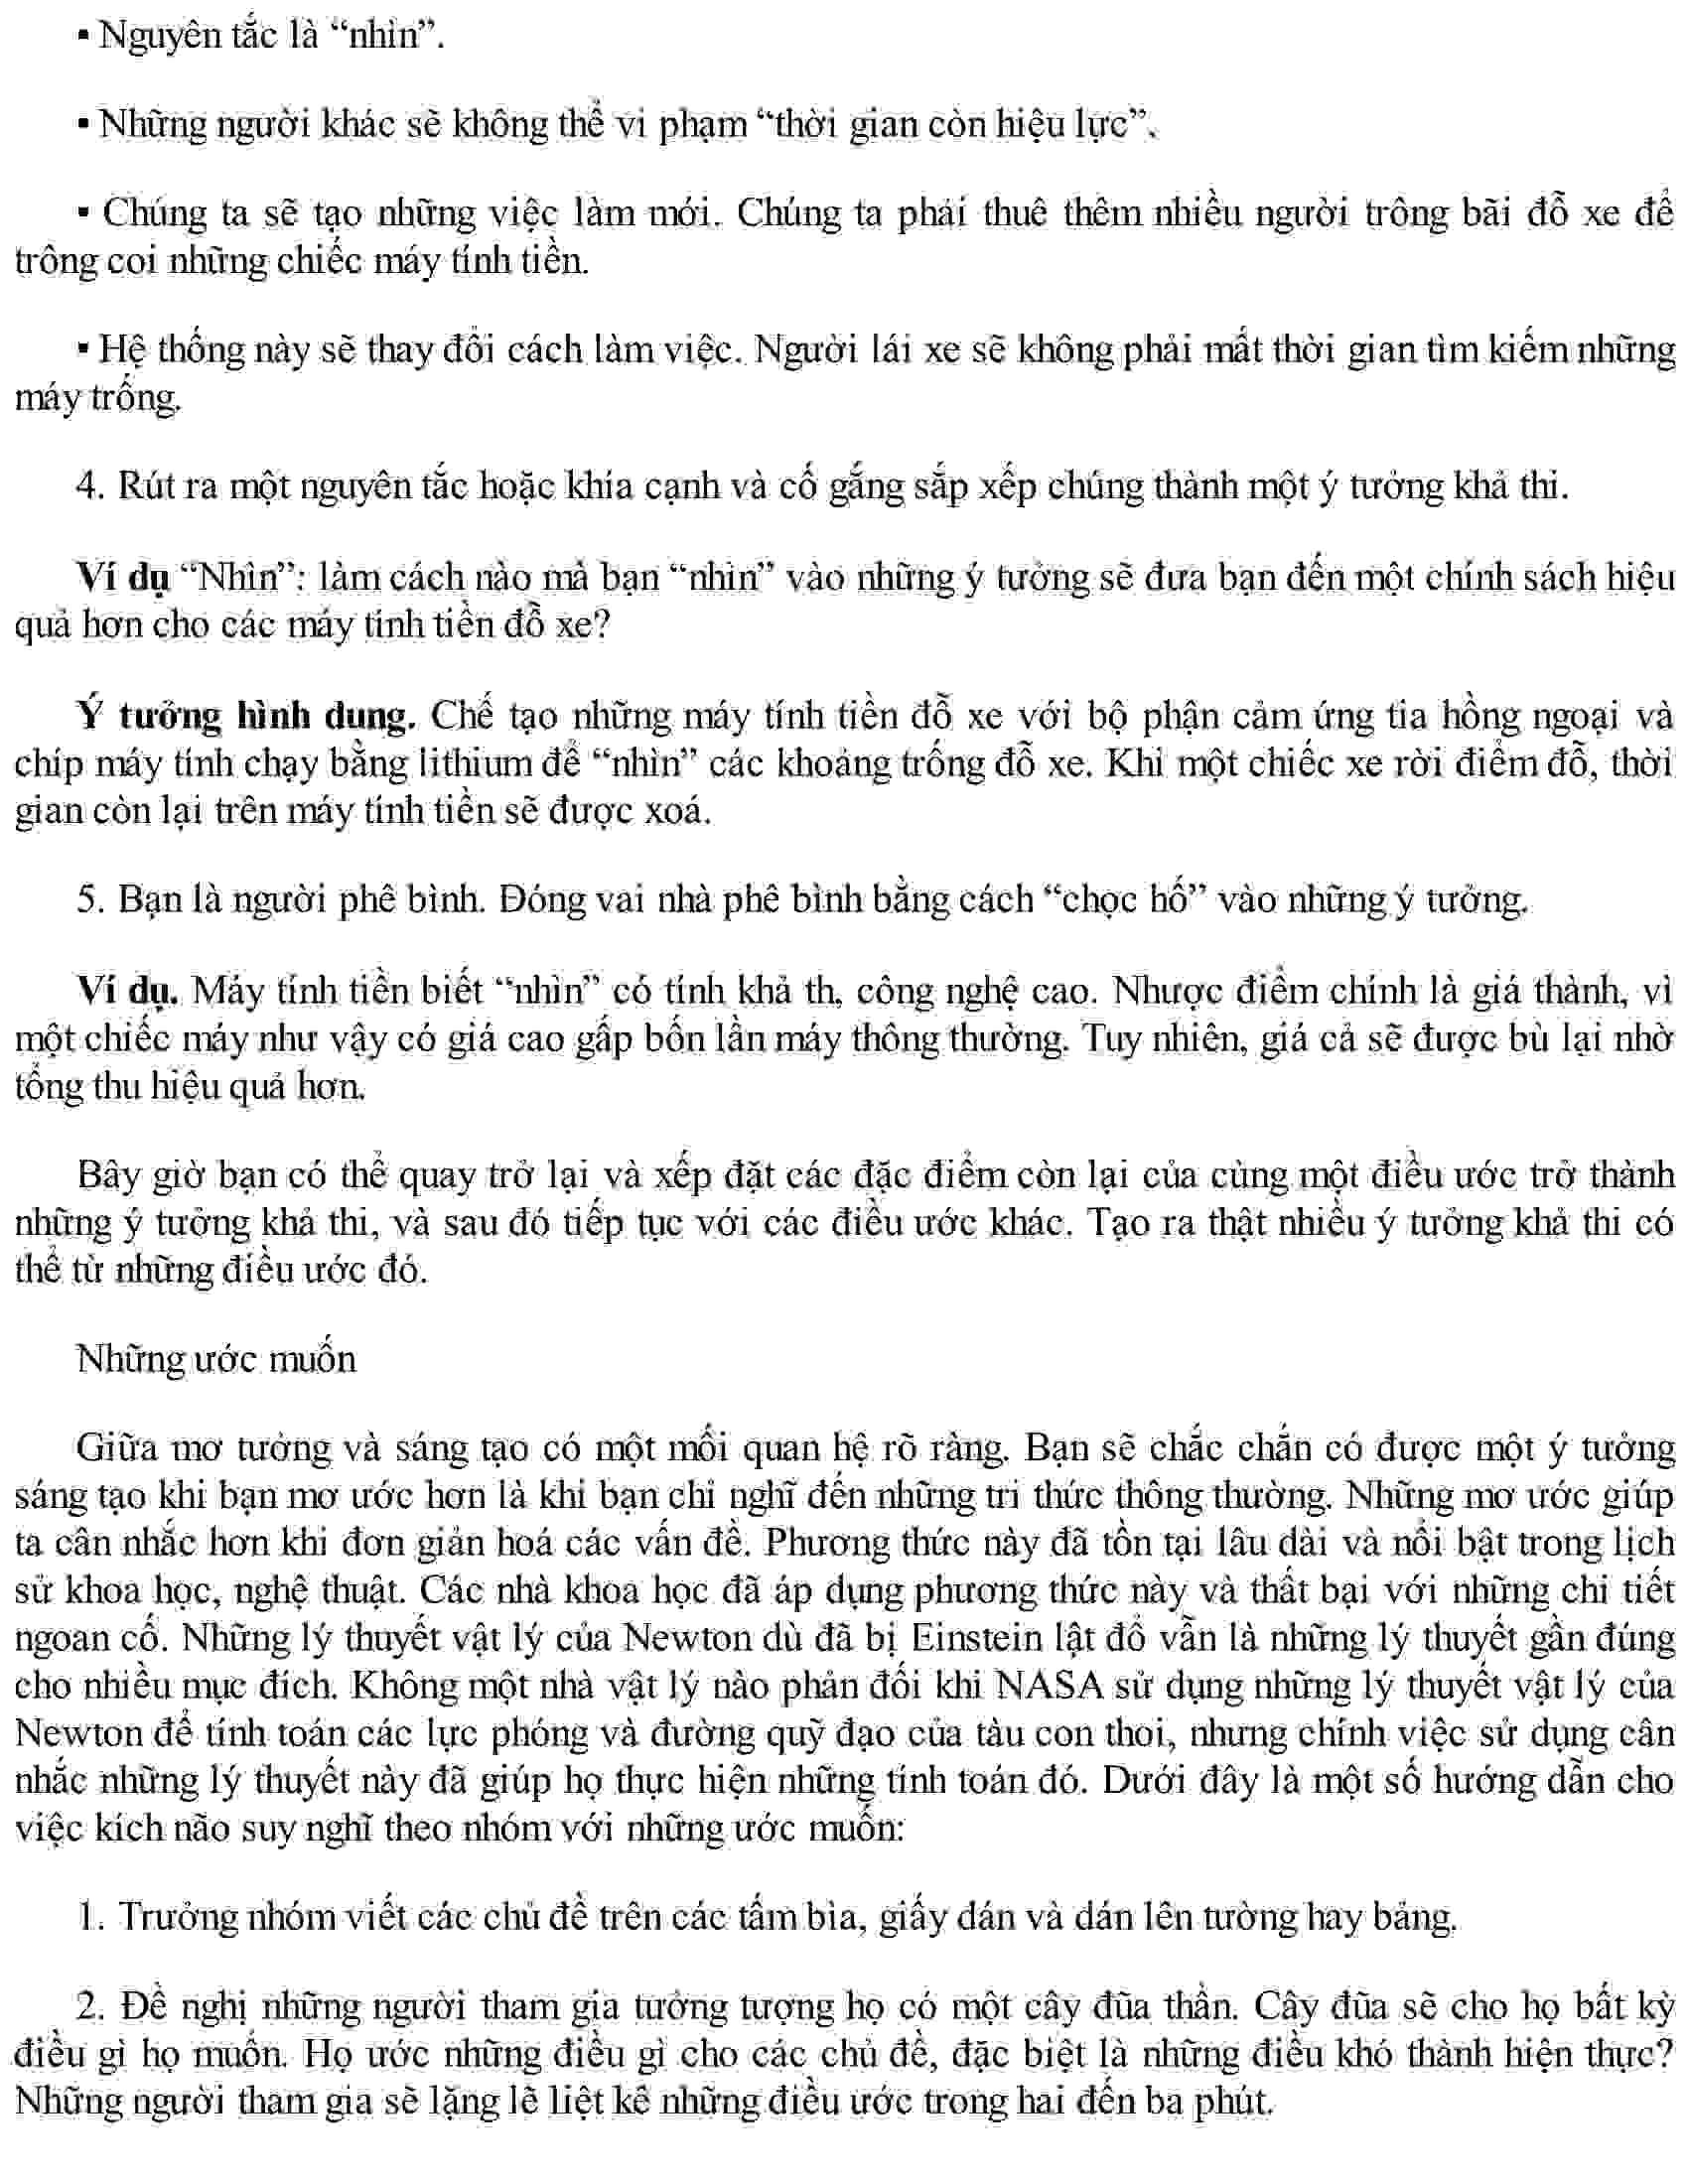 ▪ Nguyên tắc là “nhìn”.
▪ Những người khác sẽ không thể vi phạm “thời gian còn hiệu lực”.
▪ Chúng ta sẽ tạo những việc làm mới. Chúng ta phải thuê thêm nhiều người trông bãi đỗ xe để
trông coi những chiếc máy tính tiền.
▪ Hệ thống này sẽ thay đổi cách làm việc. Người lái xe sẽ không phải mất thời gian tìm kiếm những
máy trống.
4. Rút ra một nguyên tắc hoặc khía cạnh và cố gắng sắp xếp chúng thành một ý tưởng khả thi.
Ví dụ “Nhìn”: làm cách nào mà bạn “nhìn” vào những ý tưởng sẽ đưa bạn đến một chính sách hiệu
quả hơn cho các máy tính tiền đỗ xe?
Ý tưởng hình dung. Chế tạo những máy tính tiền đỗ xe với bộ phận cảm ứng tia hồng ngoại và
chíp máy tính chạy bằng lithium để “nhìn” các khoảng trống đỗ xe. Khi một chiếc xe rời điểm đỗ, thời
gian còn lại trên máy tính tiền sẽ được xoá.
5. Bạn là người phê bình. Đóng vai nhà phê bình bằng cách “chọc hố” vào những ý tưởng.
Ví dụ. Máy tính tiền biết “nhìn” có tính khả th, công nghệ cao. Nhược điểm chính là giá thành, vì
một chiếc máy như vậy có giá cao gấp bốn lần máy thông thường. Tuy nhiên, giá cả sẽ được bù lại nhờ
tổng thu hiệu quả hơn.
Bây giờ bạn có thể quay trở lại và xếp đặt các đặc điểm còn lại của cùng một điều ước trở thành
những ý tưởng khả thi, và sau đó tiếp tục với các điều ước khác. Tạo ra thật nhiều ý tưởng khả thi có
thể từ những điều ước đó.
Những ước muốn
Giữa mơ tưởng và sáng tạo có một mối quan hệ rõ ràng. Bạn sẽ chắc chắn có được một ý tưởng
sáng tạo khi bạn mơ ước hơn là khi bạn chỉ nghĩ đến những tri thức thông thường. Những mơ ước giúp
ta cân nhắc hơn khi đơn giản hoá các vấn đề. Phương thức này đã tồn tại lâu dài và nổi bật trong lịch
sử khoa học, nghệ thuật. Các nhà khoa học đã áp dụng phương thức này và thất bại với những chi tiết
ngoan cố. Những lý thuyết vật lý của Newton dù đã bị Einstein lật đổ vẫn là những lý thuyết gần đúng
cho nhiều mục đích. Không một nhà vật lý nào phản đối khi NASA sử dụng những lý thuyết vật lý của
Newton để tính toán các lực phóng và đường quỹ đạo của tàu con thoi, nhưng chính việc sử dụng cân
nhắc những lý thuyết này đã giúp họ thực hiện những tính toán đó. Dưới đây là một số hướng dẫn cho
việc kích não suy nghĩ theo nhóm với những ước muốn:
1. Trưởng nhóm viết các chủ đề trên các tấm bìa, giấy dán và dán lên tường hay bảng.
2. Đề nghị những người tham gia tưởng tượng họ có một cây đũa thần. Cây đũa sẽ cho họ bất kỳ
điều gì họ muốn. Họ ước những điều gì cho các chủ đề, đặc biệt là những điều khó thành hiện thực?
Những người tham gia sẽ lặng lẽ liệt kê những điều ước trong hai đến ba phút.